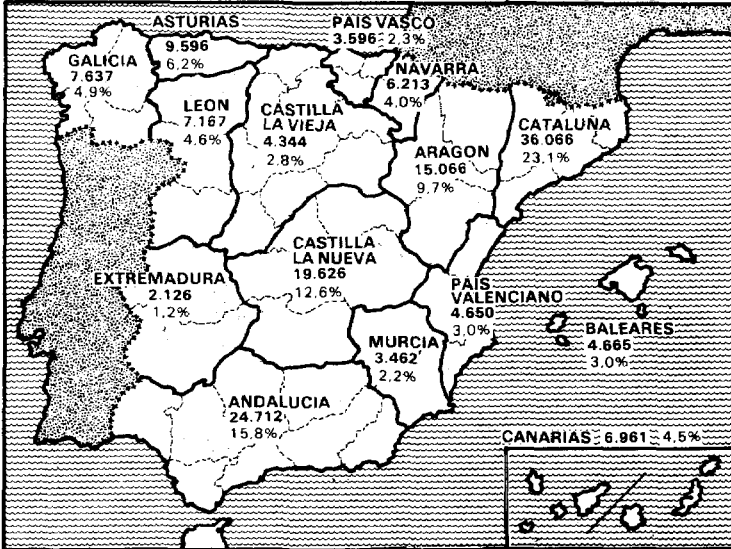 ASTURIAS
9.596
6.2%
PAIS VASCO
3.596 2.3%
GALICIA
7.637
4.9%
NAVARRA
6.213
4.0%
LEON
7.167
4.6%
CASTILLA
LA VIEJA
4.344
2.8%
CATALUÑA
36.066
23.1%
ARAGON
15.066
9.7%
CASTILLA
LA NUEVA
19.626
12.6%
EXTREMADURA
2.126
1.2%
PAIS
VALENCIANO
4.650
3.0%
BALEARES
4.665
3.0%
MURCIA
3.462
2.2%
ANDALUCIA
24.712
15.8%
CANARIAS 6.961 4.5%